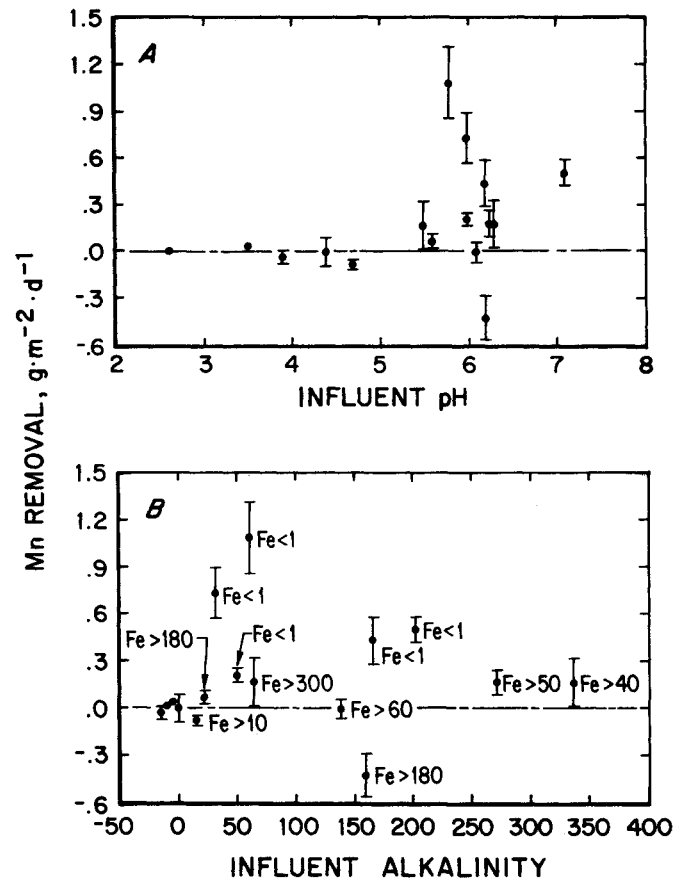 Mn REMOVAL, g·m⁻²·d⁻¹
A
1.5
1.2
.9
.6
.3
.0
-.3
-.6
2 3 4 5 6 7 8
INFLUENT pH
B
1.5
1.2
.9
.6
.3
.0
-.3
-.6
Fe<1
Fe<1
Fe>180
Fe<1
Fe<1
Fe<1
Fe>300
Fe>50
Fe>40
Fe>10
Fe>60
Fe>180
-50 0 50 100 150 200 250 300 350 400
INFLUENT ALKALINITY